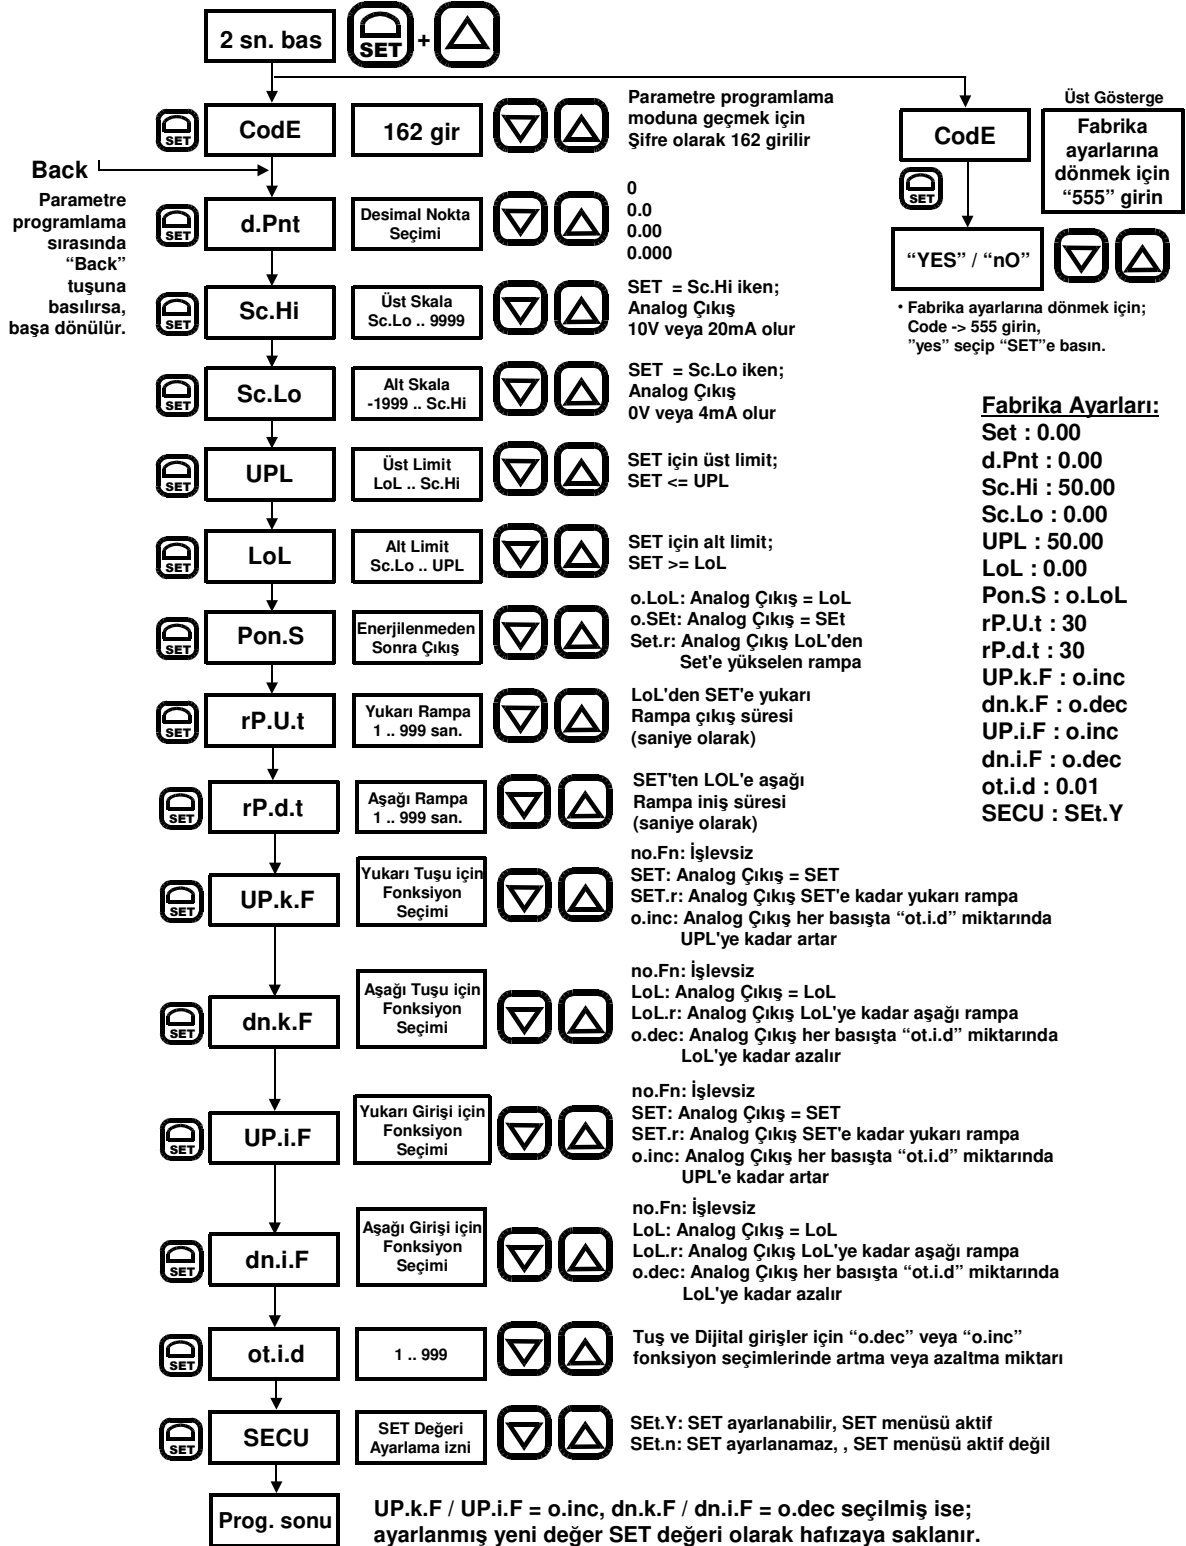 2 sn. bas
SET
+
SET
CodE
162 gir
Parametre programlama
moduna geçmek için
Şifre olarak 162 girilir
Üst Gösterge
CodE
Fabrika
ayarlarına
dönmek için
“555” girin
SET
“YES” / “nO”
• Fabrika ayarlarına dönmek için;
Code -> 555 girin,
”yes” seçip “SET”e basın.
Back
Parametre
programlama
sırasında
“Back”
tuşuna
basılırsa,
başa dönülür.
SET
d.Pnt
Desimal Nokta
Seçimi
0
0.0
0.00
0.000
SET
Sc.Hi
Üst Skala
Sc.Lo .. 9999
SET = Sc.Hi iken;
Analog Çıkış
10V veya 20mA olur
SET
Sc.Lo
Alt Skala
-1999 .. Sc.Hi
SET = Sc.Lo iken;
Analog Çıkış
0V veya 4mA olur
SET
UPL
Üst Limit
LoL .. Sc.Hi
SET için üst limit;
SET <= UPL
SET
LoL
Alt Limit
Sc.Lo .. UPL
SET için alt limit;
SET >= LoL
SET
Pon.S
Enerjilenmeden
Sonra Çıkış
o.LoL: Analog Çıkış = LoL
o.SEt: Analog Çıkış = SEt
Set.r: Analog Çıkış LoL'den
Set'e yükselen rampa
SET
rP.U.t
Yukarı Rampa
1 .. 999 san.
LoL'den SET'e yukarı
Rampa çıkış süresi
(saniye olarak)
SET
rP.d.t
Aşağı Rampa
1 .. 999 san.
SET'ten LOL'e aşağı
Rampa iniş süresi
(saniye olarak)
Fabrika Ayarları:
Set : 0.00
d.Pnt : 0.00
Sc.Hi : 50.00
Sc.Lo : 0.00
UPL : 50.00
LoL : 0.00
Pon.S : o.LoL
rP.U.t : 30
rP.d.t : 30
UP.k.F : o.inc
dn.k.F : o.dec
UP.i.F : o.inc
dn.i.F : o.dec
ot.i.d : 0.01
SECU : SEt.Y
SET
UP.k.F
Yukarı Tuşu için
Fonksiyon
Seçimi
no.Fn: İşlevsiz
SET: Analog Çıkış = SET
SET.r: Analog Çıkış SET'e kadar yukarı rampa
o.inc: Analog Çıkış her basışta “ot.i.d” miktarında
UPL'ye kadar artar
SET
dn.k.F
Aşağı Tuşu için
Fonksiyon
Seçimi
no.Fn: İşlevsiz
LoL: Analog Çıkış = LoL
LoL.r: Analog Çıkış LoL'ye kadar aşağı rampa
o.dec: Analog Çıkış her basışta “ot.i.d” miktarında
LoL'ye kadar azalır
SET
UP.i.F
Yukarı Girişi için
Fonksiyon
Seçimi
no.Fn: İşlevsiz
SET: Analog Çıkış = SET
SET.r: Analog Çıkış SET'e kadar yukarı rampa
o.inc: Analog Çıkış her basışta “ot.i.d” miktarında
UPL'e kadar artar
SET
dn.i.F
Aşağı Girişi için
Fonksiyon
Seçimi
no.Fn: İşlevsiz
LoL: Analog Çıkış = LoL
LoL.r: Analog Çıkış LoL'ye kadar aşağı rampa
o.dec: Analog Çıkış her basışta “ot.i.d” miktarında
LoL'ye kadar azalır
SET
ot.i.d
1 .. 999
Tuş ve Dijital girişler için “o.dec” veya “o.inc”
fonksiyon seçimlerinde artma veya azaltma miktarı
SET
SECU
SET Değeri
Ayarlama izni
SEt.Y: SET ayarlanabilir, SET menüsü aktif
SEt.n: SET ayarlanamaz, , SET menüsü aktif değil
Prog. sonu
UP.k.F / UP.i.F = o.inc, dn.k.F / dn.i.F = o.dec seçilmiş ise;
ayarlanmış yeni değer SET değeri olarak hafızaya saklanır.